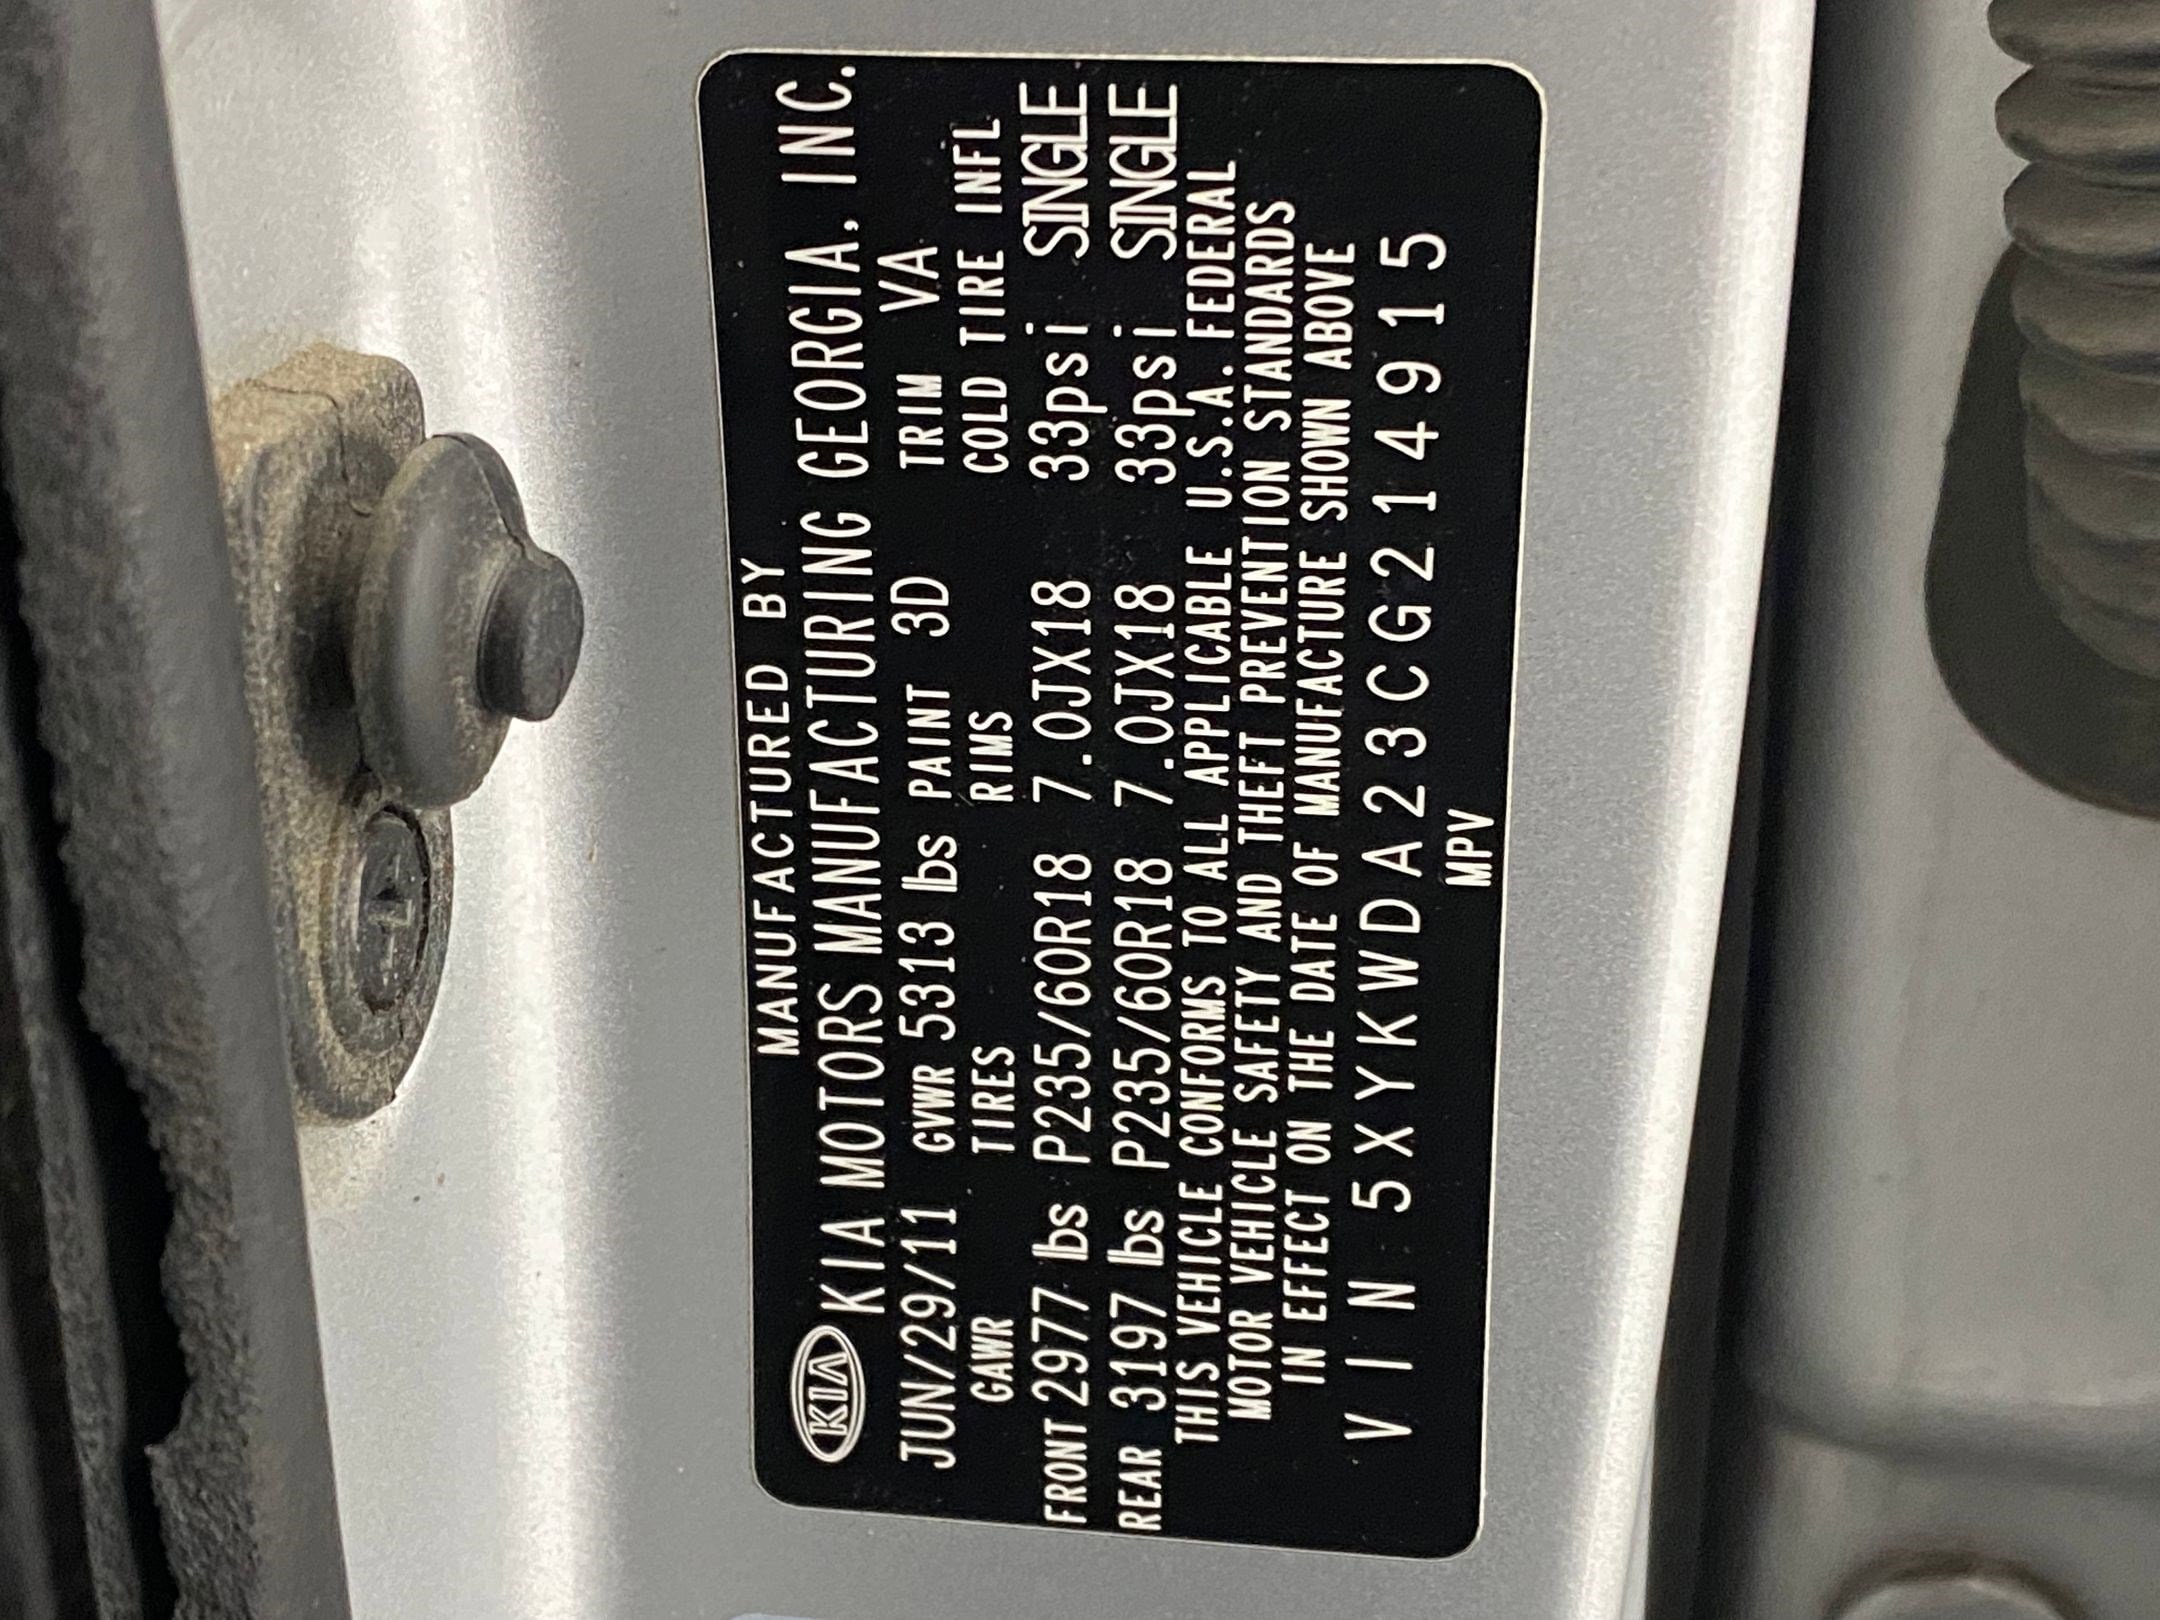 MANUFACTURED BY
KIA KIA MOTORS MANUFACTURING GEORGIA, INC.
JUN/29/11 GVWR 5313 lbs PAINT 3D TRIM VA
GAWR TIRES RIMS COLD TIRE INFL
FRONT 2977 lbs P235/60R18 7.0JX18 33psi SINGLE
REAR 3197 lbs P235/60R18 7.0JX18 33psi SINGLE
THIS VEHICLE CONFORMS TO ALL APPLICABLE U.S.A. FEDERAL
MOTOR VEHICLE SAFETY AND THEFT PREVENTION STANDARDS
IN EFFECT ON THE DATE OF MANUFACTURE SHOWN ABOVE
VIN 5XYKWDA23CG214915
MPV